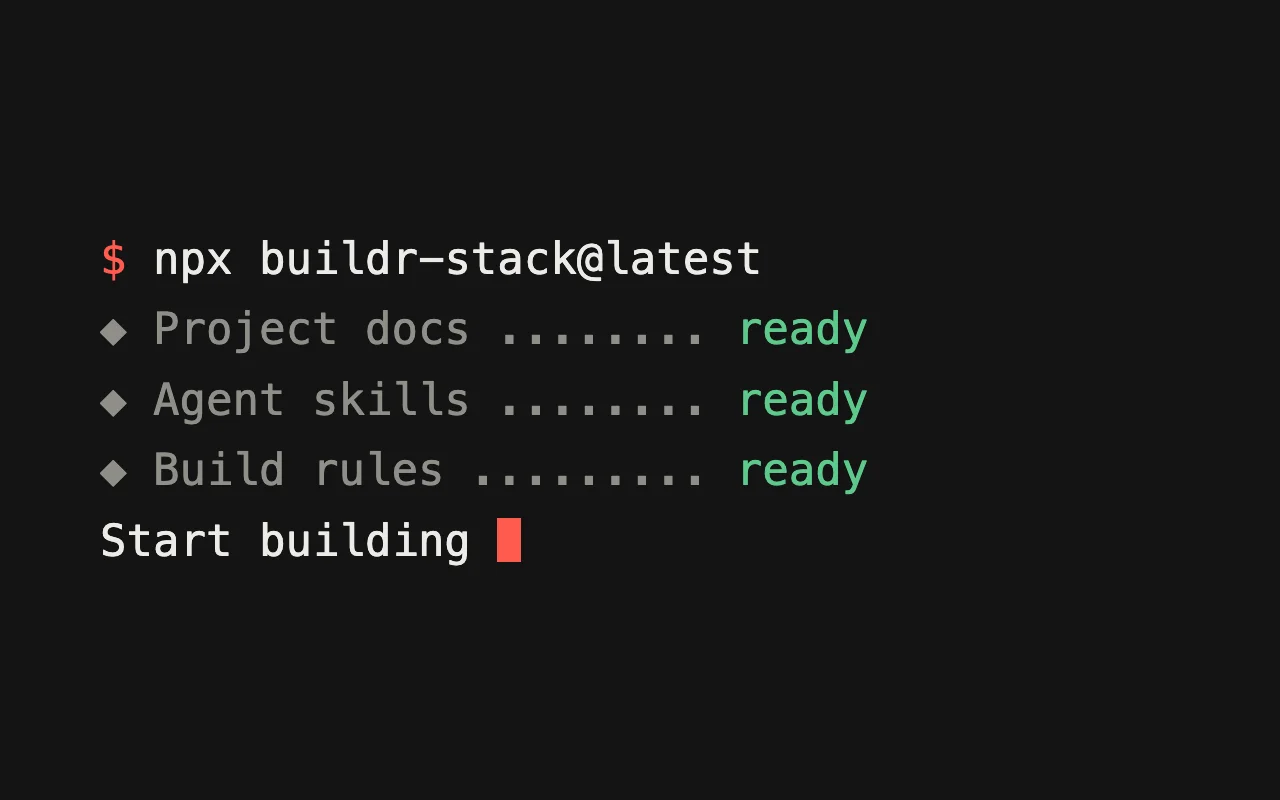 $ npx buildr-stack@latest
◆ Project docs ........ ready
◆ Agent skills ........ ready
◆ Build rules ......... ready
Start building